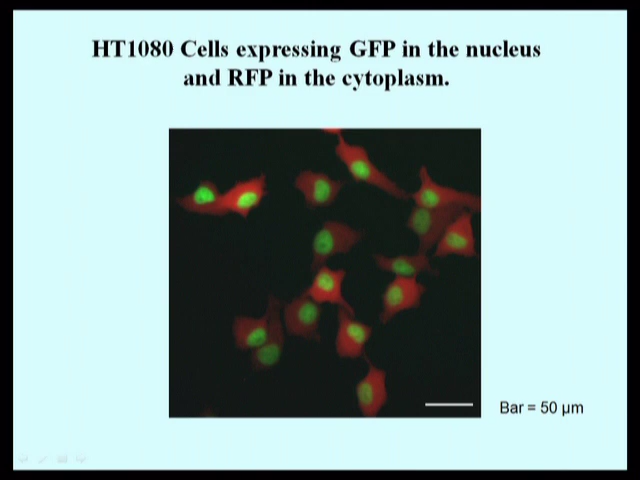 HT1080 Cells expressing GFP in the nucleus
and RFP in the cytoplasm.
Bar = 50 µm